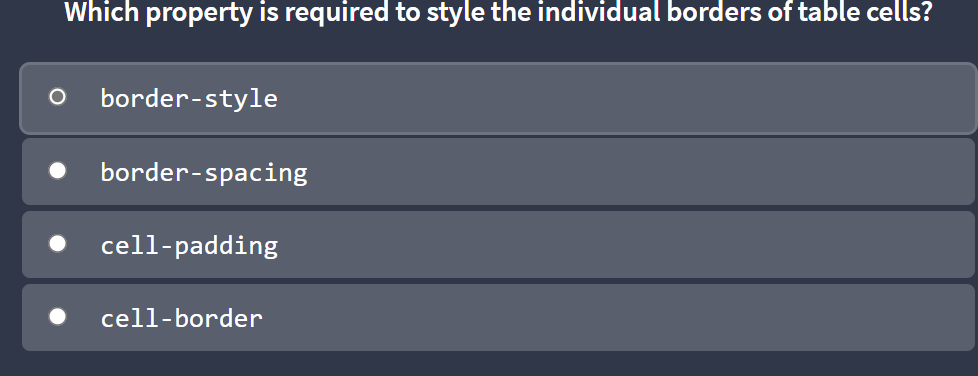 Which property is required to style the individual borders of table cells?
border-style
border-spacing
cell-padding
cell-border